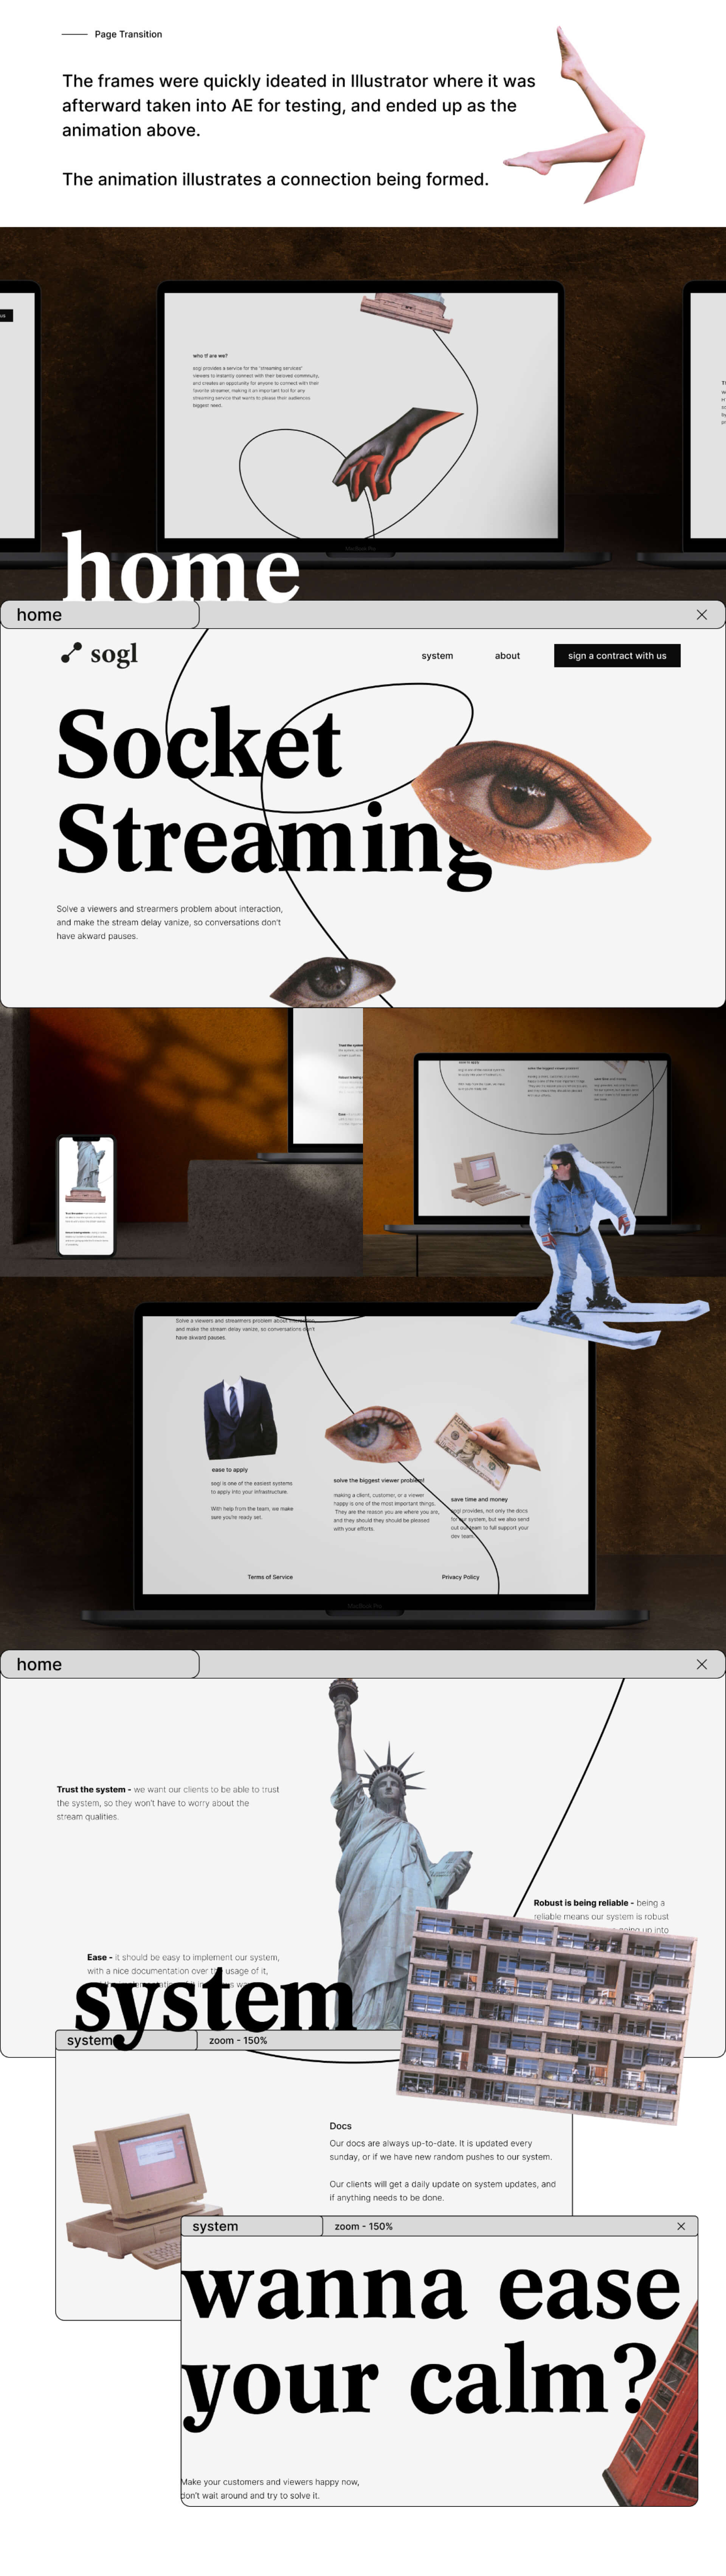 Page Transition
The frames were quickly ideated in Illustrator where it was
afterward taken into AE for testing, and ended up as the
animation above.
The animation illustrates a connection being formed.
us
who tf are we?
sogl provides a service for the "streaming services"
viewers to instantly connect with their beloved community,
and creates an oppotunity for anyone to connect with their
favorite streamer, making it an important tool for any
streaming service that wants to please their audiences
biggest react.
MacBook Pro
home
home
sogl
system
about
sign a contract with us
Socket
Streaming
Solve a viewers and strearmers problem about interaction,
and make the stream delay vanize, so conversations don't
have akward pauses.
Solve a viewers and strearmers problem about
and make the stream delay vanize, so conversations don't
have akward pauses.
ease to apply
sogl is one of the easiest systems
to apply into your infrastructure.
With help from the team, we make
sure you're ready set.
solve the biggest viewer problem!
making a client, customer, or a viewer
happy is one of the most important things.
They are the reason you are where you are,
and they should they should be pleased
with your efforts.
save time and money
sogl provides, not only the docs
for our system, but we also send
out our team to full support your
dev team.
Terms of Service
Privacy Policy
MacBook Pro
home
Trust the system - we want our clients to be able to trust
the system, so they won't have to worry about the
stream qualities.
Robust is being reliable - being a
reliable means our system is robust
going up into
Ease - it should be easy to implement our system,
with a nice documentation over the usage of it,
system
system
zoom - 150%
Docs
Our docs are always up-to-date. It is updated every
sunday, or if we have new random pushes to our system.
Our clients will get a daily update on system updates, and
if anything needs to be done.
system
zoom - 150%
wanna ease
your calm?
Make your customers and viewers happy now,
don't wait around and try to solve it.